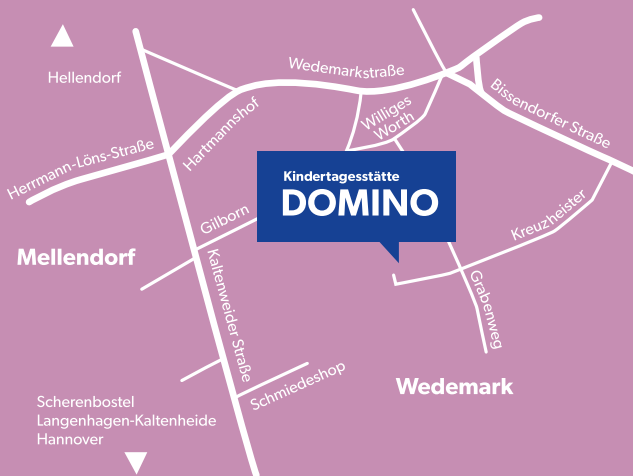 Hellendorf
Wedemarkstraße
Bissendorfer Straße
Williges
Worth
Hartmannshof
Herrmann-Löns-Straße
Kindertagesstätte
DOMINO
Gilborn
Kreuzheister
Mellendorf
Kaltenweider Straße
Grabenweg
Schmiedeshop
Wedemark
Scherenbostel
Langenhagen-Kaltenheide
Hannover